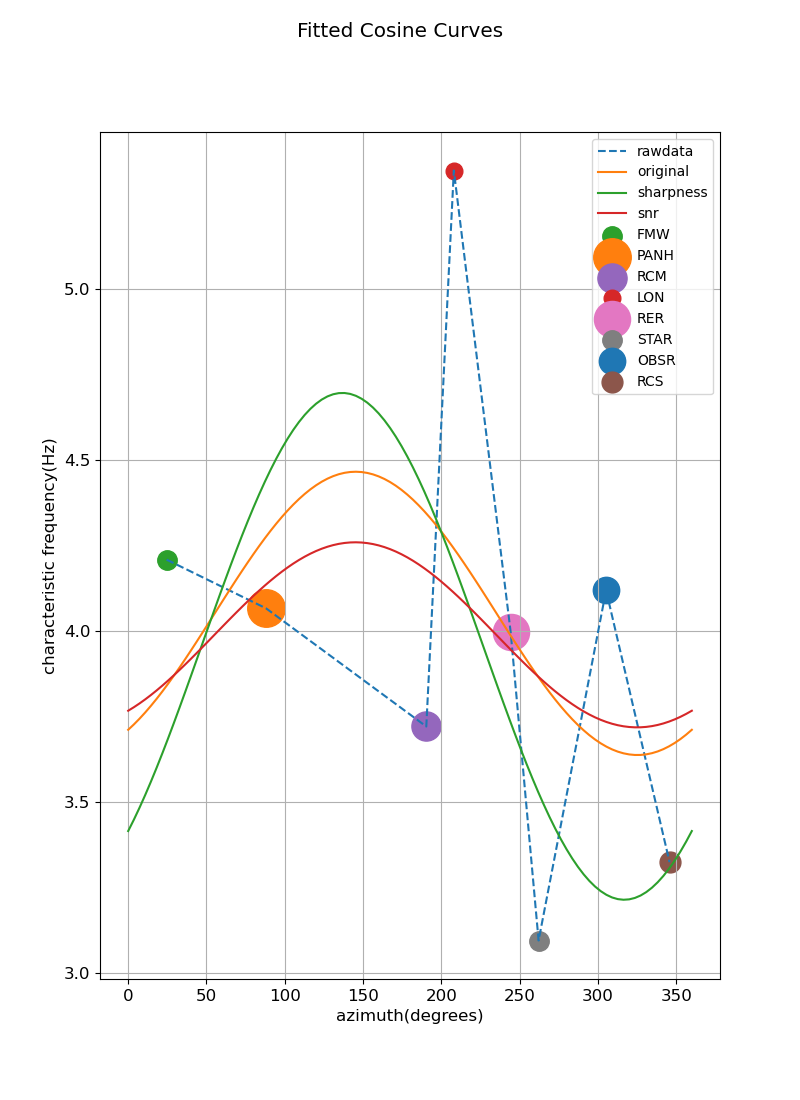 Fitted Cosine Curves
rawdata
original
sharpness
snr
FMW
PANH
RCM
LON
RER
STAR
OBSR
RCS
characteristic frequency(Hz)
5.0
4.5
4.0
3.5
3.0
0 50 100 150 200 250 300 350
azimuth(degrees)